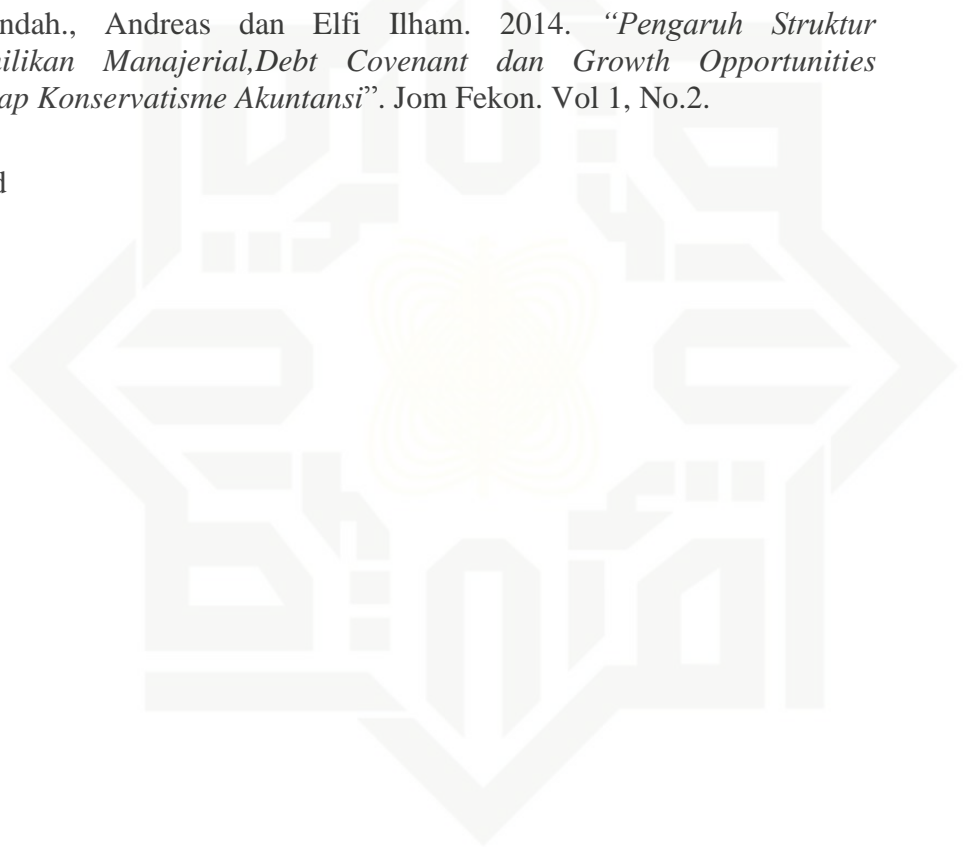 ndah., Andreas dan Elfi Ilham. 2014. “Pengaruh Struktur
ilikan Manajerial,Debt Covenant dan Growth Opportunities
ap Konservatisme Akuntansi”. Jom Fekon. Vol 1, No.2.
d